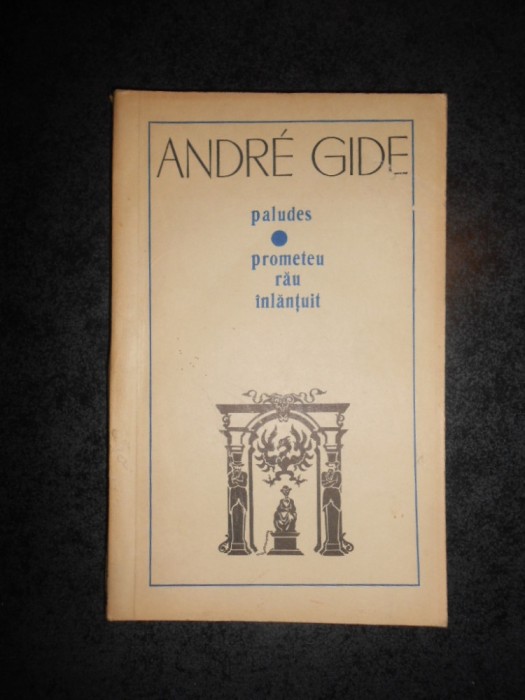 ANDRÉ GIDE
paludes
prometeu
rău
înlănțuit